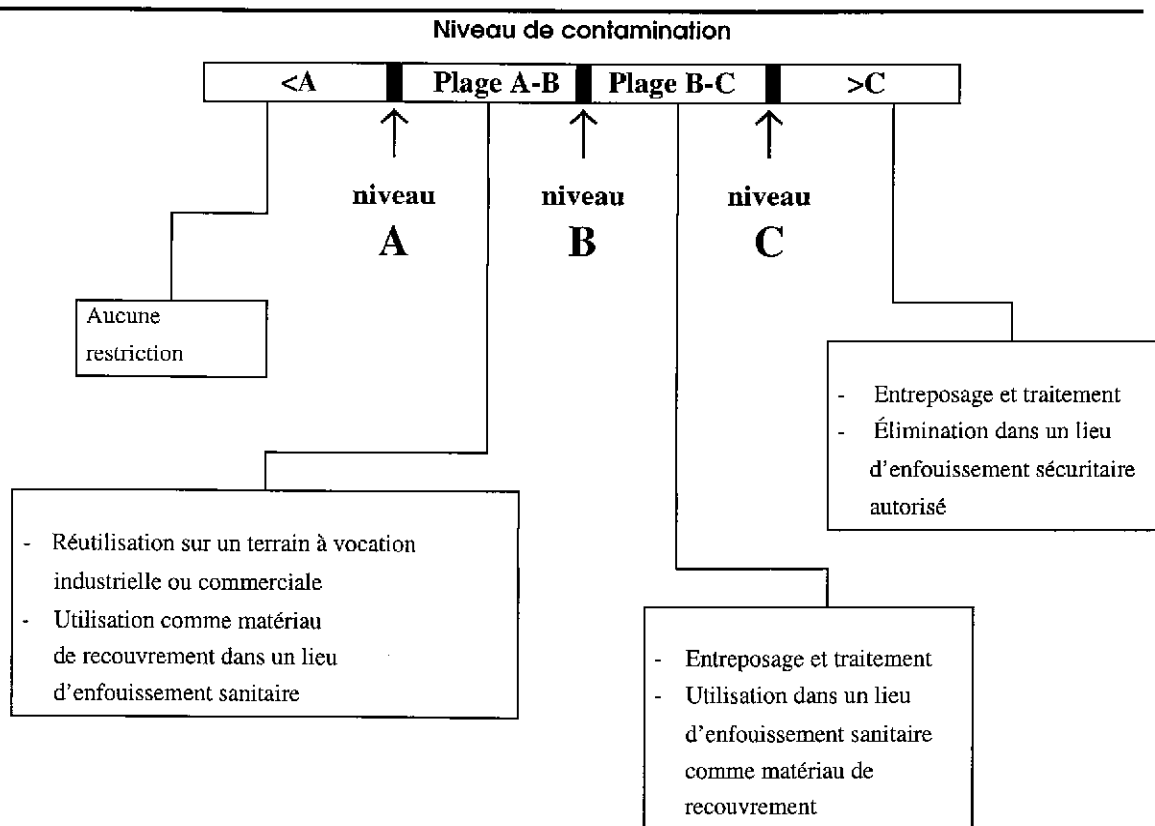 Niveau de contamination
<A Plage A-B Plage B-C >C
niveau niveau niveau
A B C
Aucune
restriction
- Entreposage et traitement
- Élimination dans un lieu
d'enfouissement sécuritaire
autorisé
- Réutilisation sur un terrain à vocation
industrielle ou commerciale
- Utilisation comme matériau
de recouvrement dans un lieu
d'enfouissement sanitaire
- Entreposage et traitement
- Utilisation dans un lieu
d'enfouissement sanitaire
comme matériau de
recouvrement